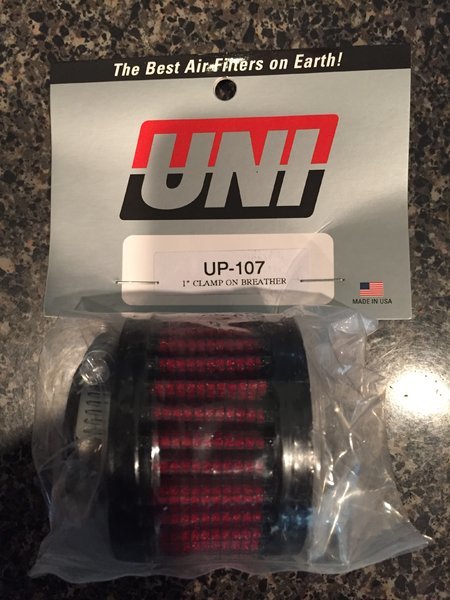 The Best Air Filters on Earth!
UNI
UP-107
1" CLAMP ON BREATHER
MADE IN USA